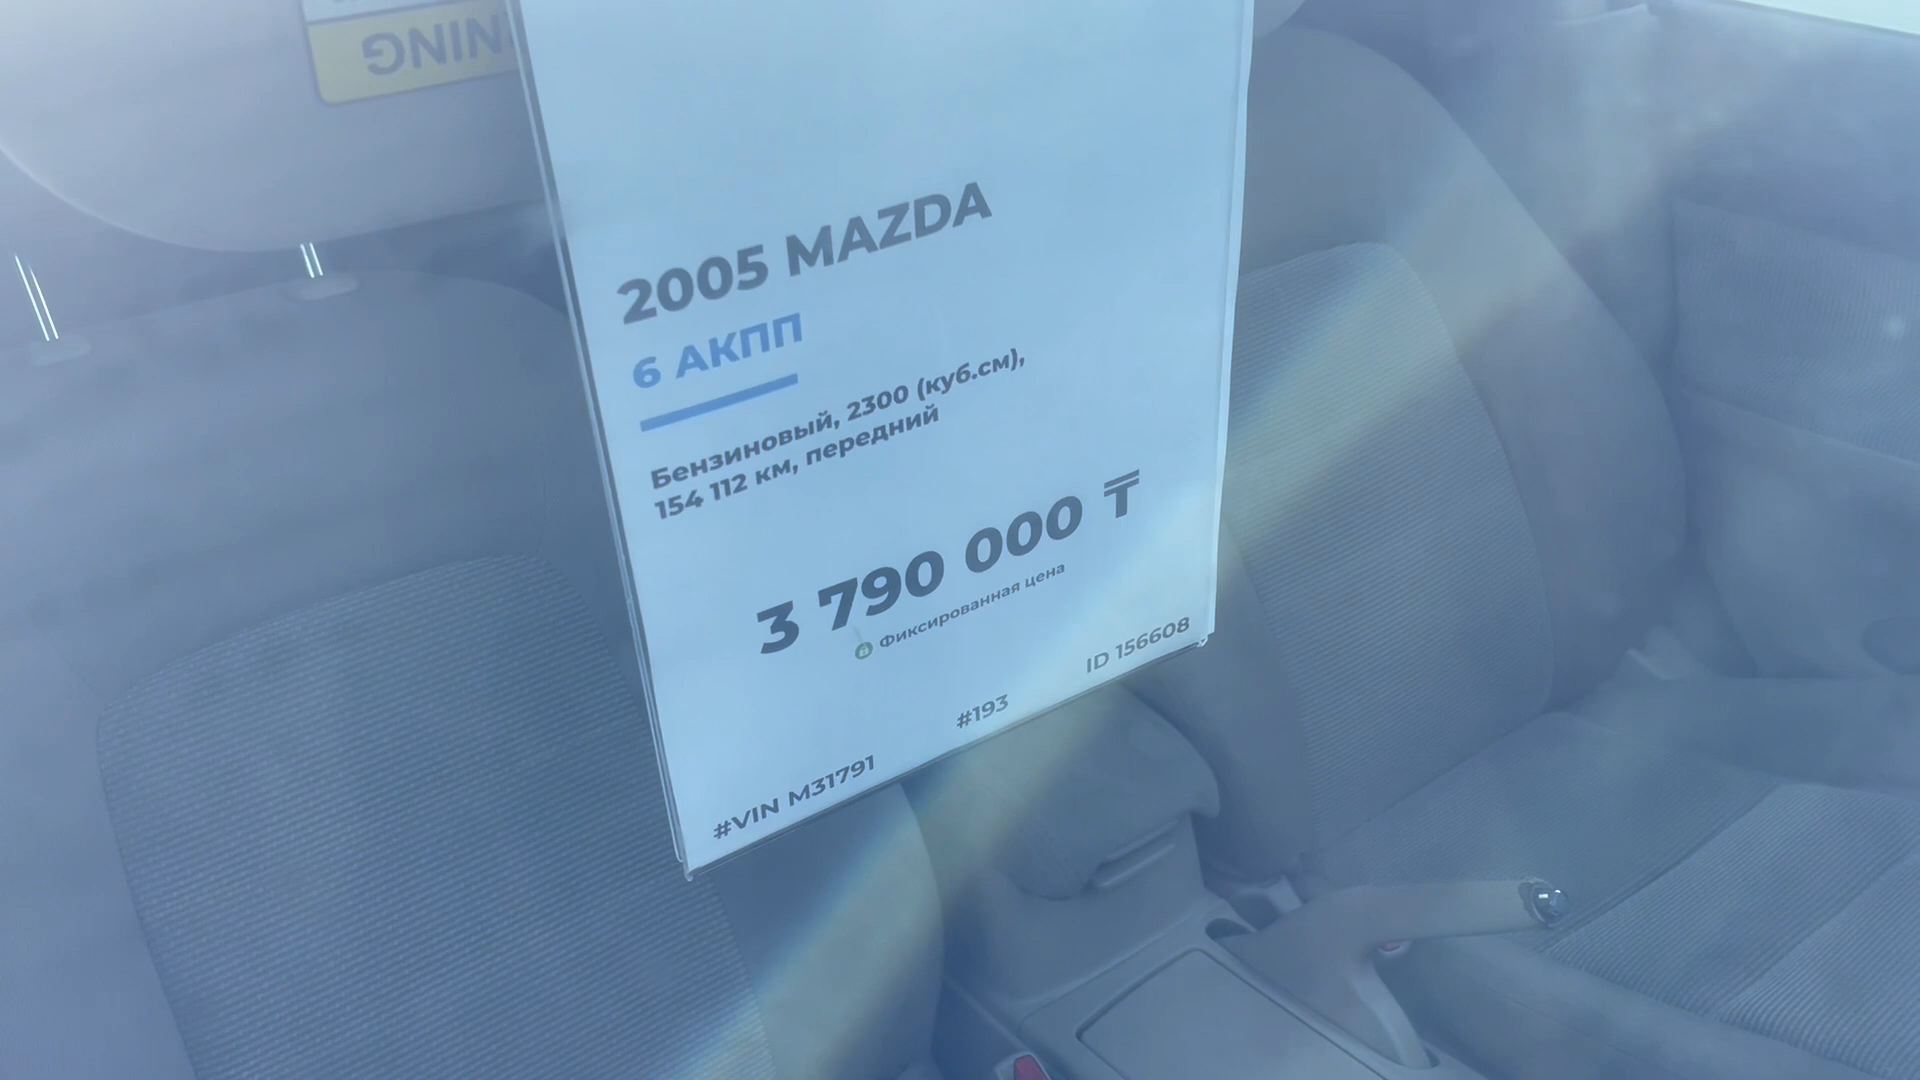 NING
2005 MAZDA
6 АКПП
Бензиновый, 2300 (куб.см),
154 112 км, передний
3 790 000 ₸
Фиксированная цена
#VIN M31791
#193
ID 156608